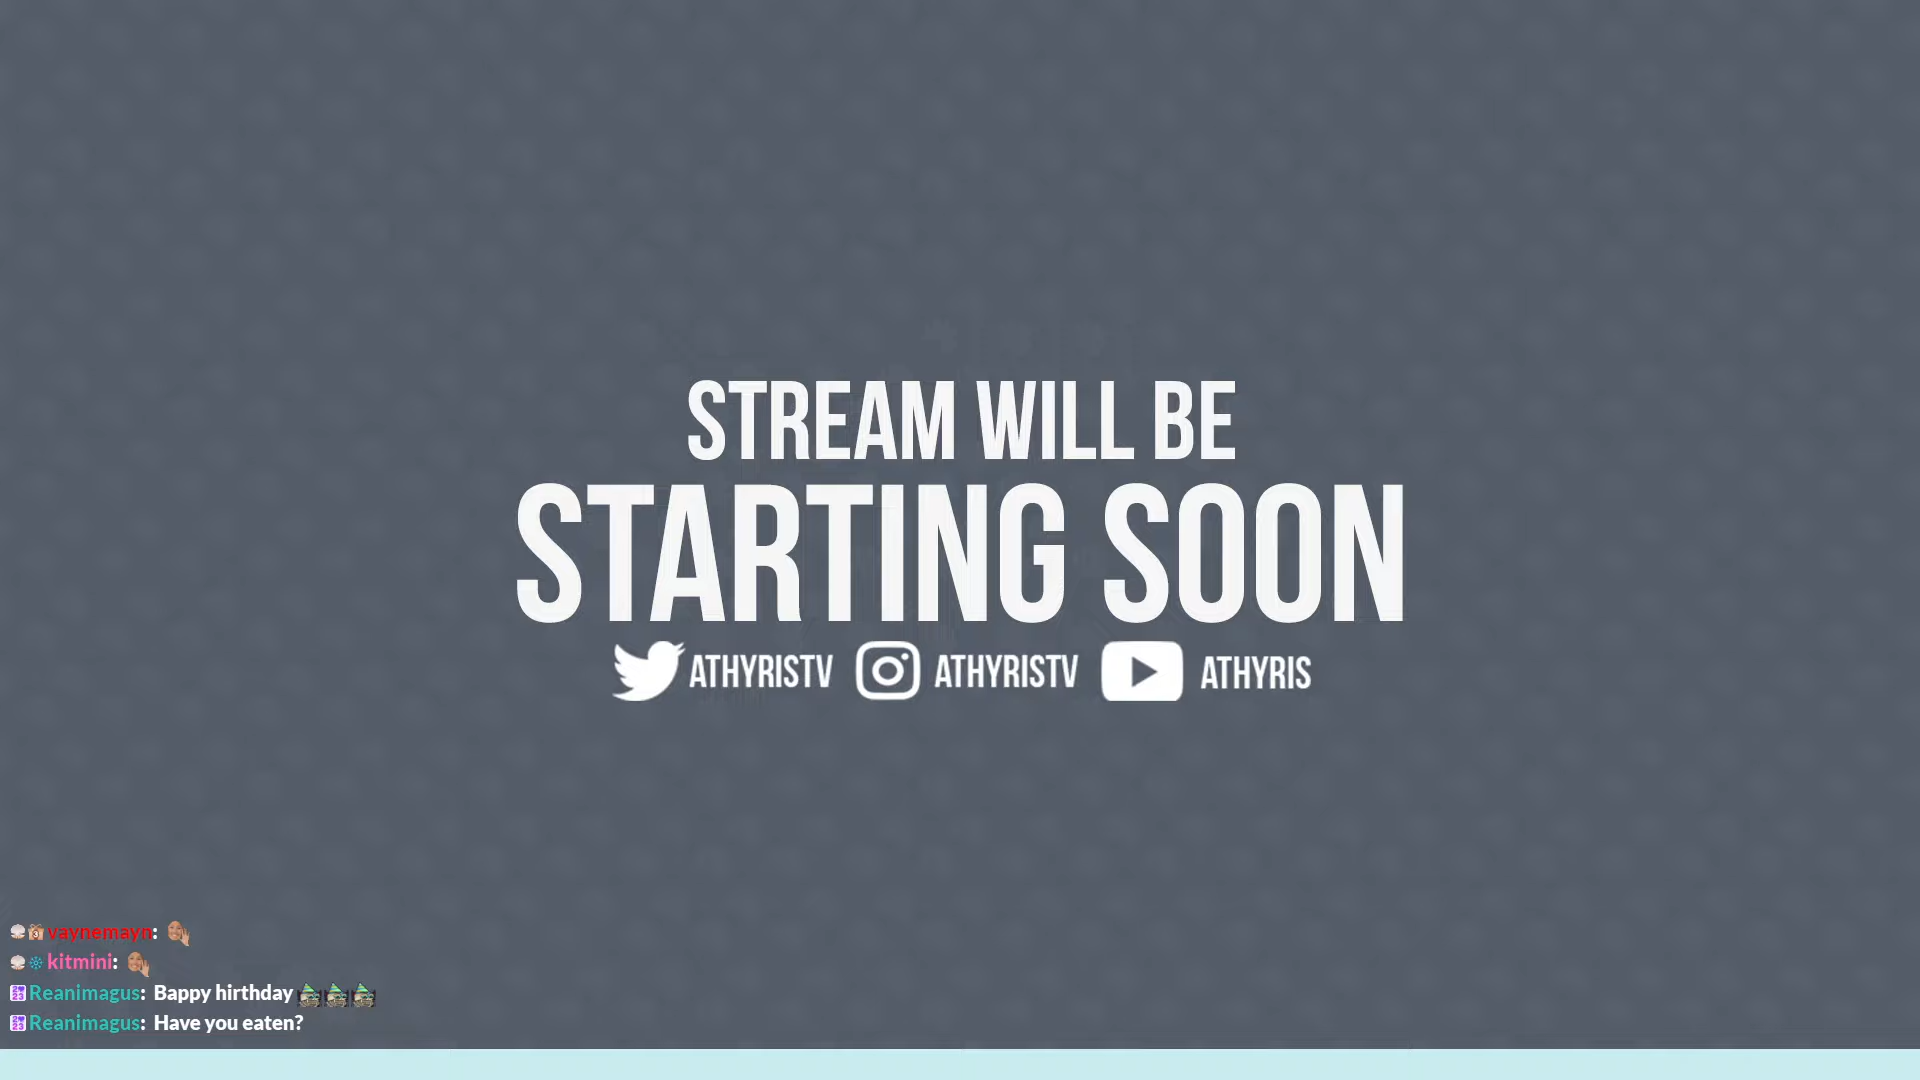 STREAM WILL BE
STARTING SOON
ATHYRISTV ATHYRISTV ATHYRIS
vaynemayn:
kitmini:
Reanimagus: Bappy hirthday
Reanimagus: Have you eaten?